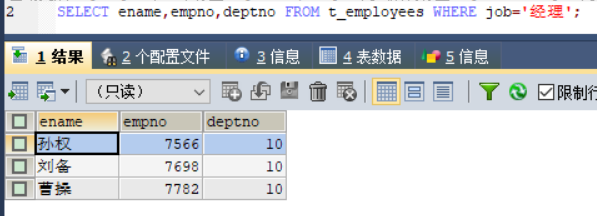 2 SELECT ename,empno,deptno FROM t_employees WHERE job='经理';
1 结果 2 个配置文件 3 信息 4 表数据 5 信息
（只读） 限制行
ename empno deptno
孙权 7566 10
刘备 7698 10
曹操 7782 10